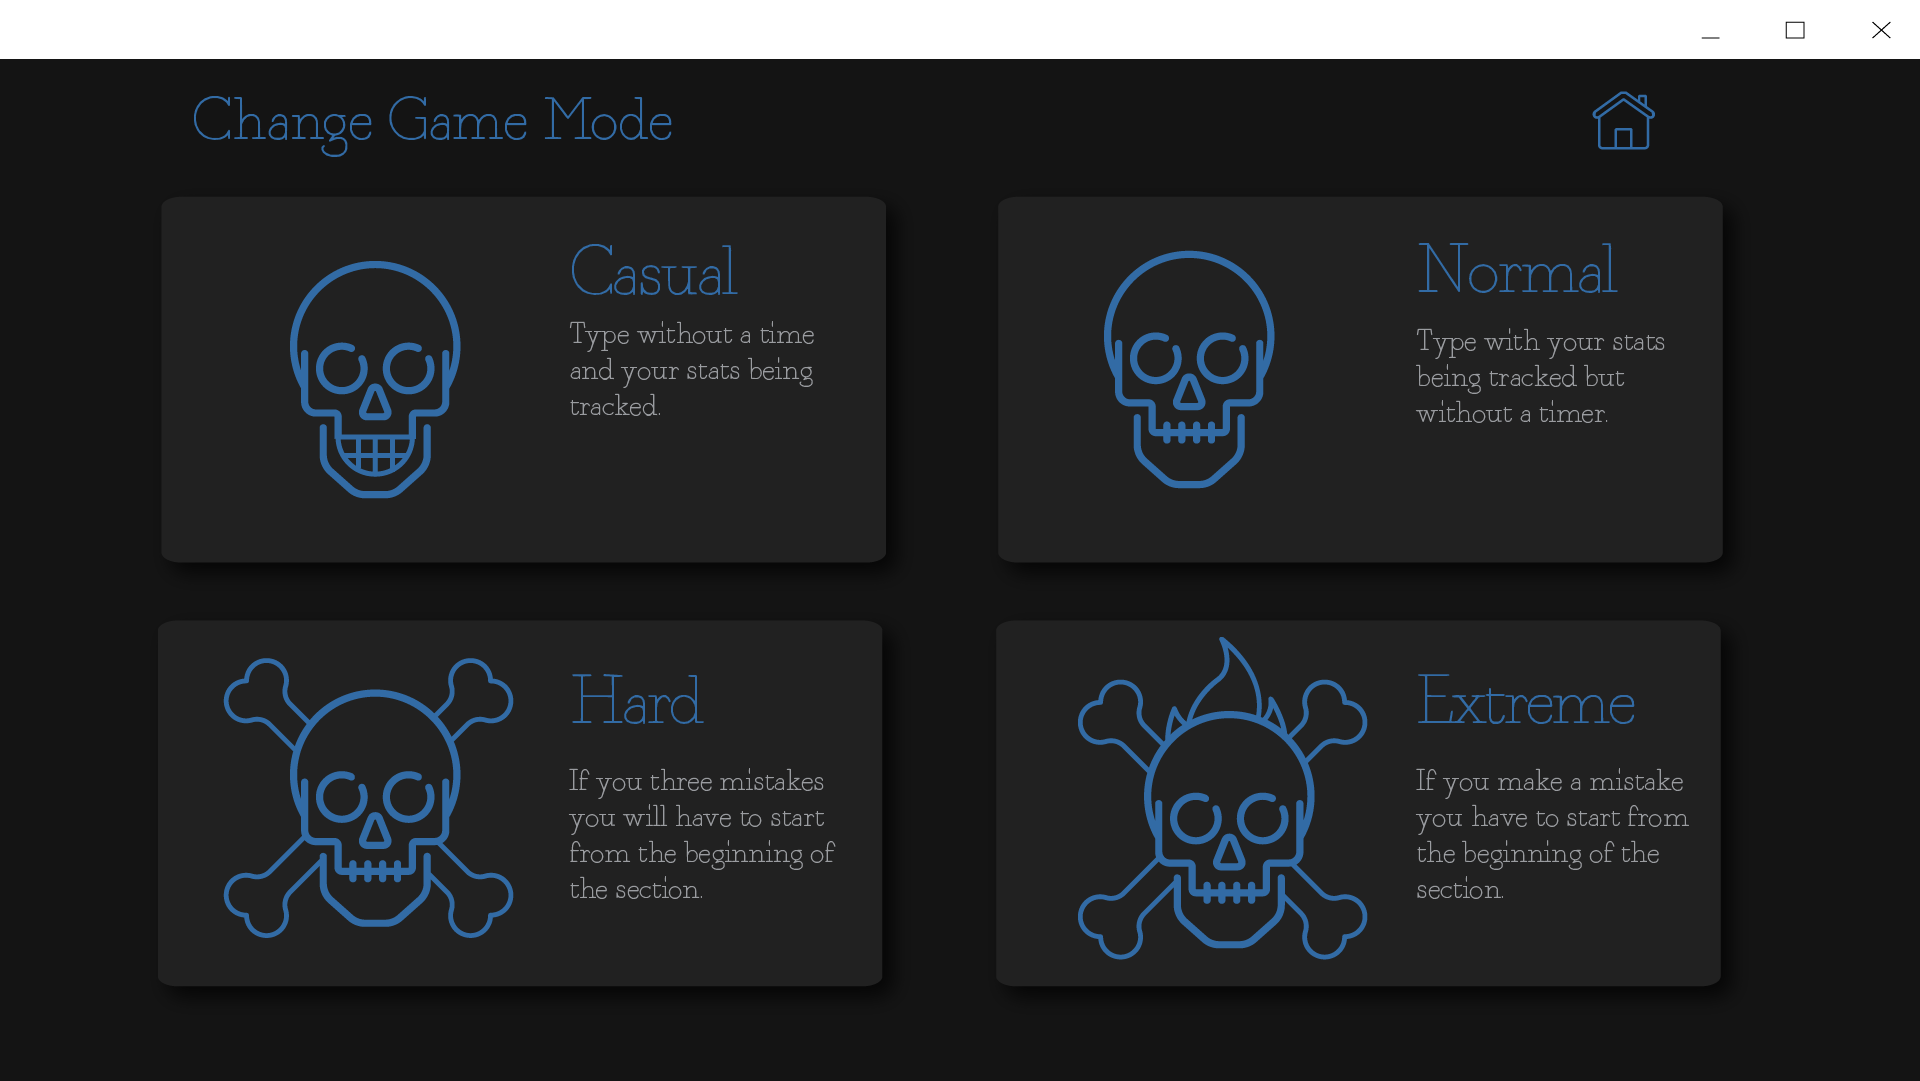 Change Game Mode
Casual
Type without a time
and your stats being
tracked.
Normal
Type with your stats
being tracked but
without a timer.
Hard
If you three mistakes
you will have to start
from the beginning of
the section.
Extreme
If you make a mistake
you have to start from
the beginning of the
section.